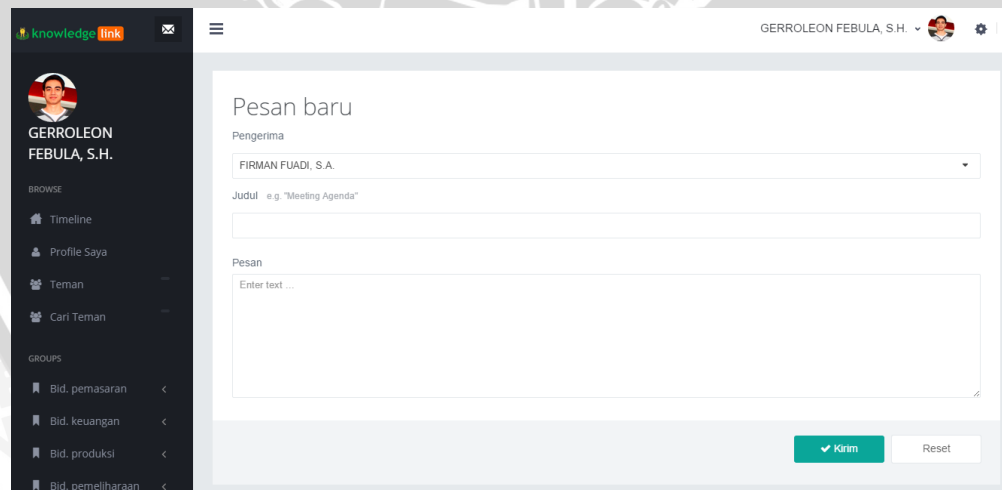 knowledge link
GERROLEON FEBULA, S.H.
GERROLEON
FEBULA, S.H.
BROWSE
Timeline
Profile Saya
Teman
Cari Teman
GROUPS
Bid. pemasaran
Bid. keuangan
Bid. produksi
Bid. pemeliharaan
Pesan baru
Pengerima
FIRMAN FUADI, S.A.
Judul e.g. "Meeting Agenda"
Pesan
Enter text ...
Kirim Reset